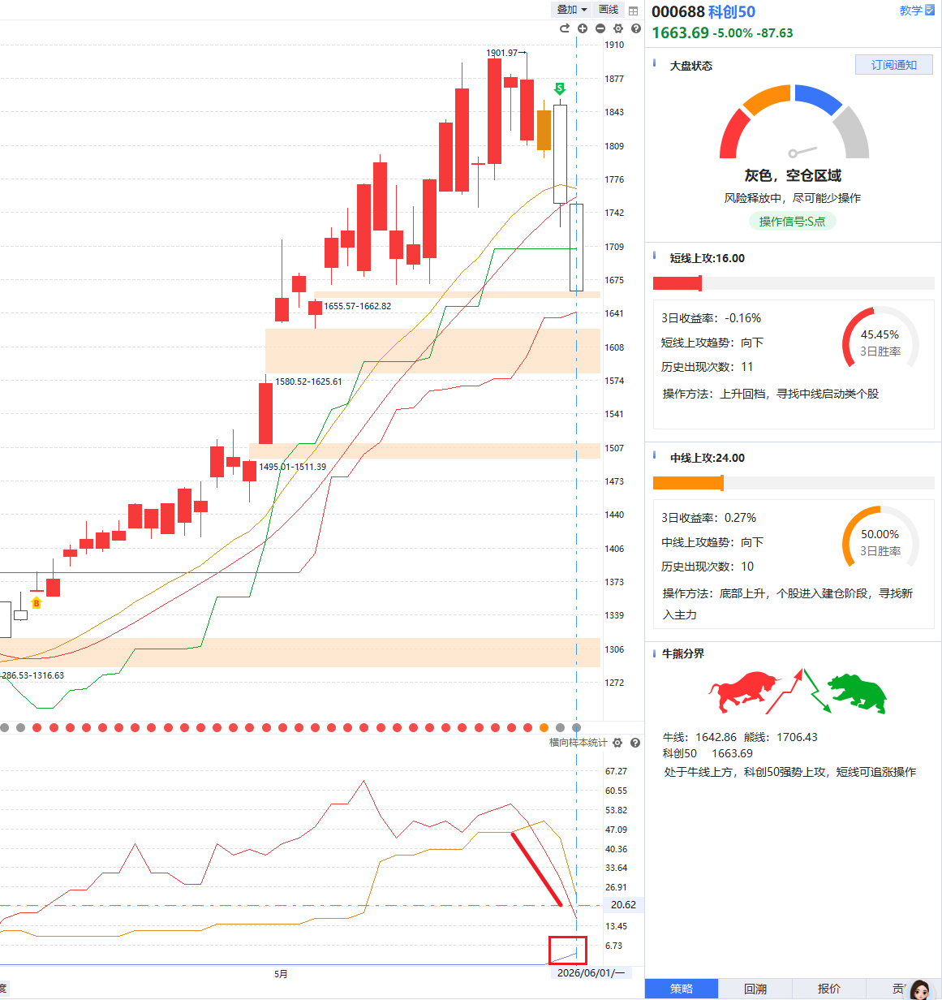 叠加 画线
1910
1877
1843
1809
1776
1742
1709
1675
1641
1608
1574
1541
1507
1473
1440
1406
1373
1339
1306
1272
1901.97→
S
1655.57-1662.82
1580.52-1625.61
1495.01-1511.39
B
286.53-1316.63
横向样本统计
67.27
60.55
53.82
47.09
40.36
33.64
26.91
20.62
13.45
6.73
5月
2026/06/01/一
度
000688 科创50 教学
1663.69 -5.00% -87.63
大盘状态 订阅通知
灰色，空仓区域
风险释放中，尽可能少操作
操作信号:S点
短线上攻:16.00
3日收益率：-0.16%
短线上攻趋势：向下
历史出现次数：11
45.45%
3日胜率
操作方法：上升回档，寻找中线启动类个股
中线上攻:24.00
3日收益率：0.27%
中线上攻趋势：向下
历史出现次数：10
50.00%
3日胜率
操作方法：底部上升，个股进入建仓阶段，寻找新
入主力
牛熊分界
牛线：1642.86 熊线：1706.43
科创50 1663.69
处于牛线上方，科创50强势上攻，短线可追涨操作
策略 回溯 报价